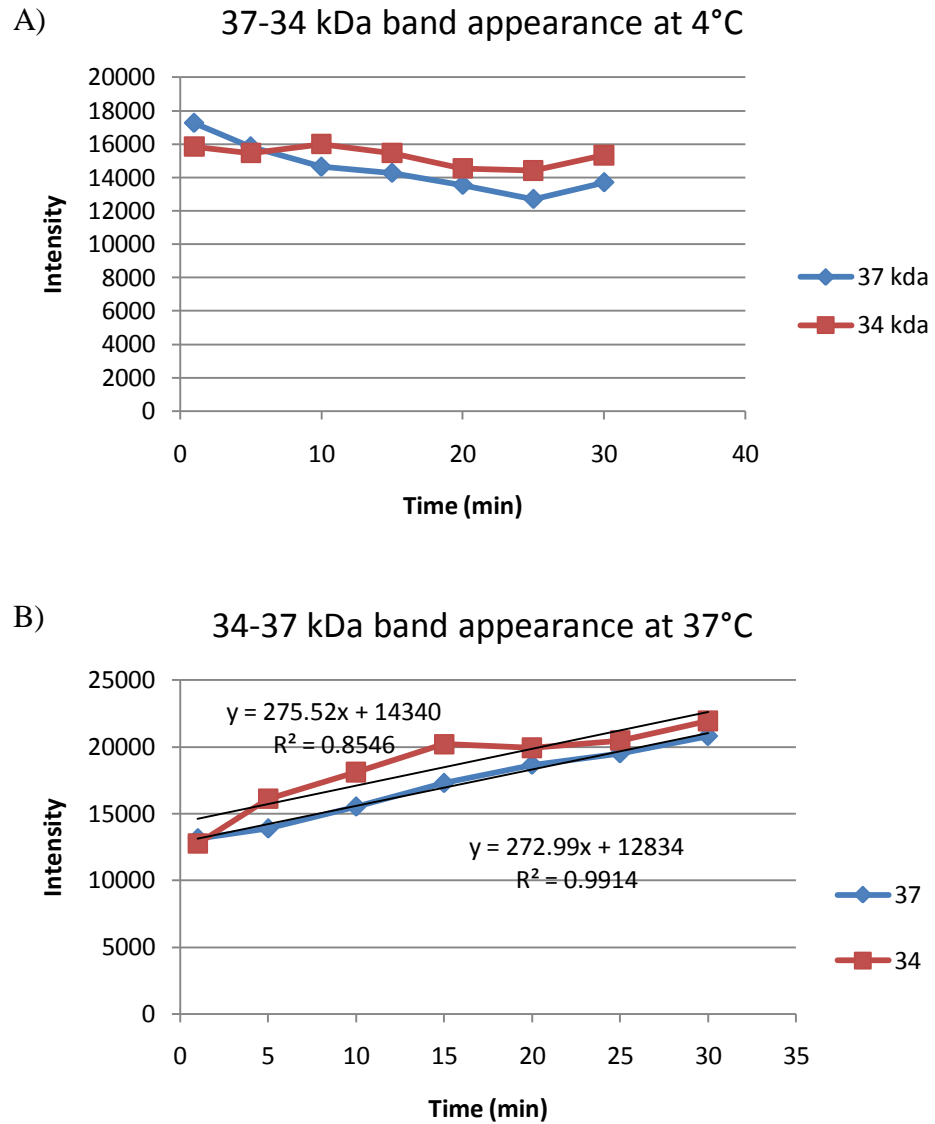 A)
37-34 kDa band appearance at 4°C
20000
18000
16000
14000
12000
10000
8000
6000
4000
2000
0
Intensity
0 10 20 30 40
Time (min)
37 kda
34 kda
B)
34-37 kDa band appearance at 37°C
25000
20000
15000
10000
5000
0
Intensity
y = 275.52x + 14340
R² = 0.8546
y = 272.99x + 12834
R² = 0.9914
0 5 10 15 20 25 30 35
Time (min)
37
34